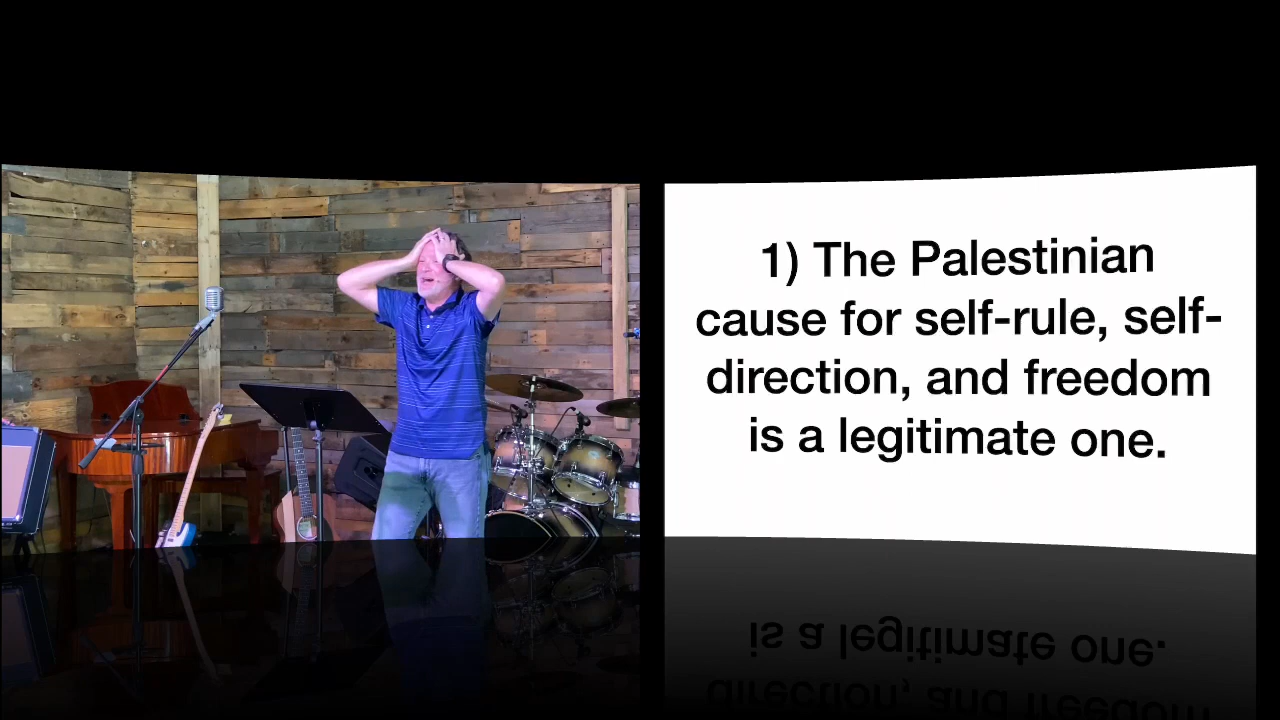 1) The Palestinian
cause for self-rule, self-
direction, and freedom
is a legitimate one.